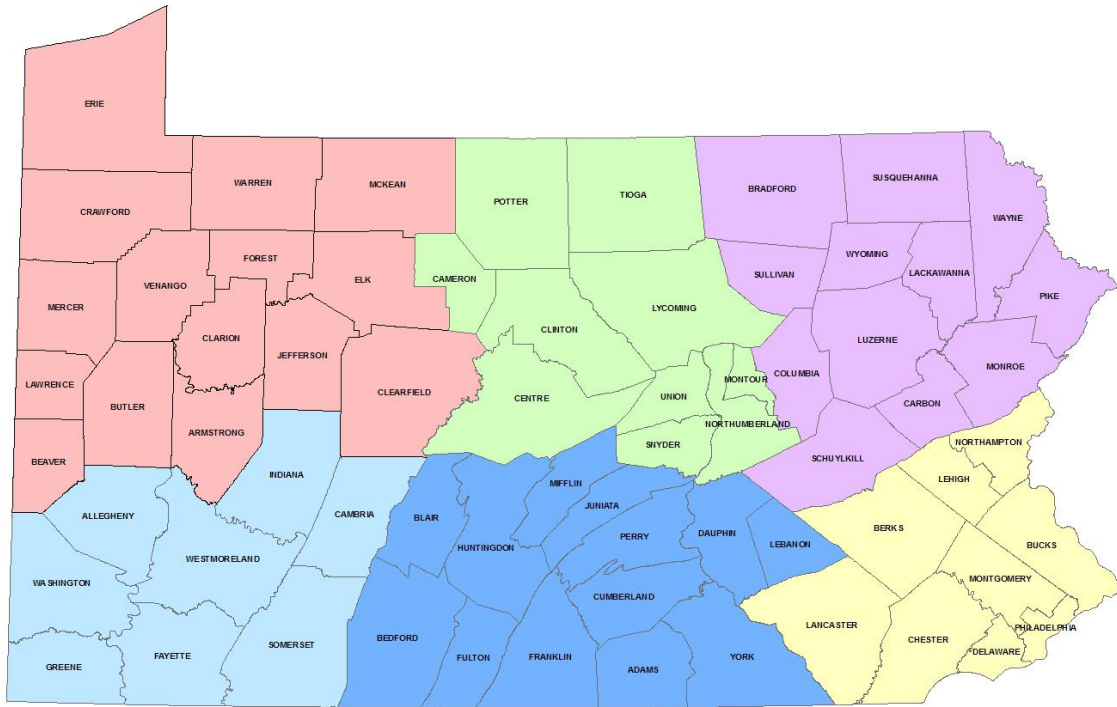 ERIE
WARREN
MCKEAN
POTTER
TIOGA
BRADFORD
SUSQUEHANNA
WAYNE
CRAWFORD
FOREST
ELK
CAMERON
SULLIVAN
WYOMING
LACKAWANNA
PIKE
MERCER
VENANGO
CLARION
JEFFERSON
CLINTON
LYCOMING
LUZERNE
MONROE
LAWRENCE
BUTLER
ARMSTRONG
CLEARFIELD
CENTRE
UNION
MONTOUR
COLUMBIA
CARBON
BEAVER
INDIANA
SNYDER
NORTHUMBERLAND
SCHUYLKILL
NORTHAMPTON
LEHIGH
ALLEGHENY
WESTMORELAND
CAMBRIA
BLAIR
HUNTINGDON
MIFFLIN
JUNIATA
PERRY
DAUPHIN
LEBANON
BERKS
BUCKS
WASHINGTON
CUMBERLAND
MONTGOMERY
GREENE
FAYETTE
SOMERSET
BEDFORD
FULTON
FRANKLIN
ADAMS
YORK
LANCASTER
CHESTER
DELAWARE
PHILADELPHIA